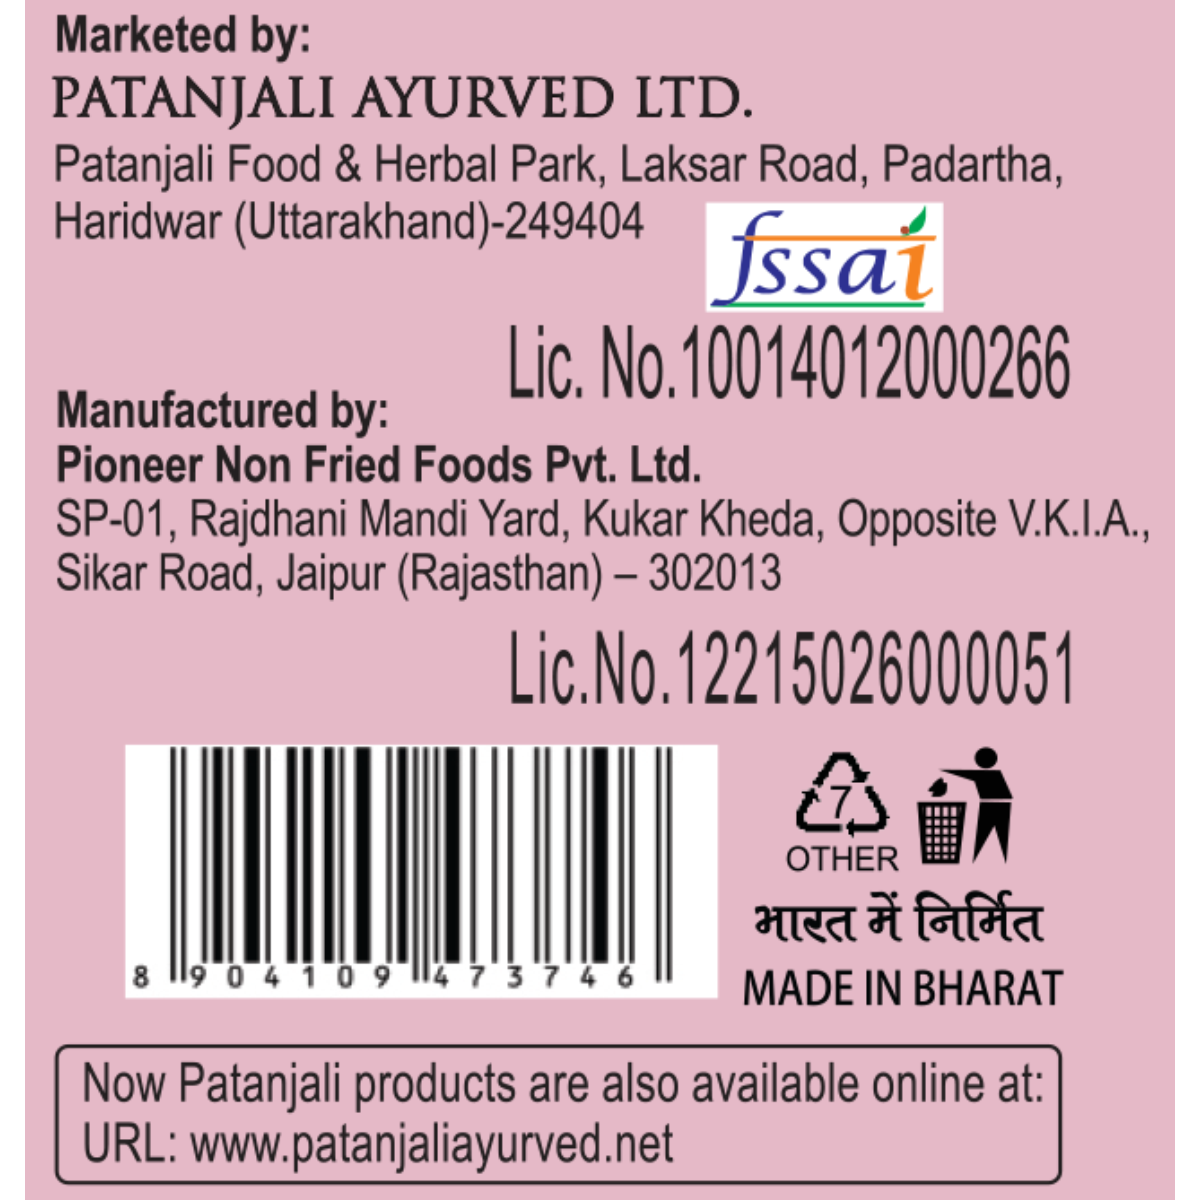 Marketed by:
PATANJALI AYURVED LTD.
Patanjali Food & Herbal Park, Laksar Road, Padartha,
Haridwar (Uttarakhand)-249404
fssai
Lic. No.10014012000266
Manufactured by:
Pioneer Non Fried Foods Pvt. Ltd.
SP-01, Rajdhani Mandi Yard, Kukar Kheda, Opposite V.K.I.A.,
Sikar Road, Jaipur (Rajasthan) – 302013
Lic.No.12215026000051
8 904109 473746
7
OTHER
भारत में निर्मित
MADE IN BHARAT
Now Patanjali products are also available online at:
URL: www.patanjaliayurved.net